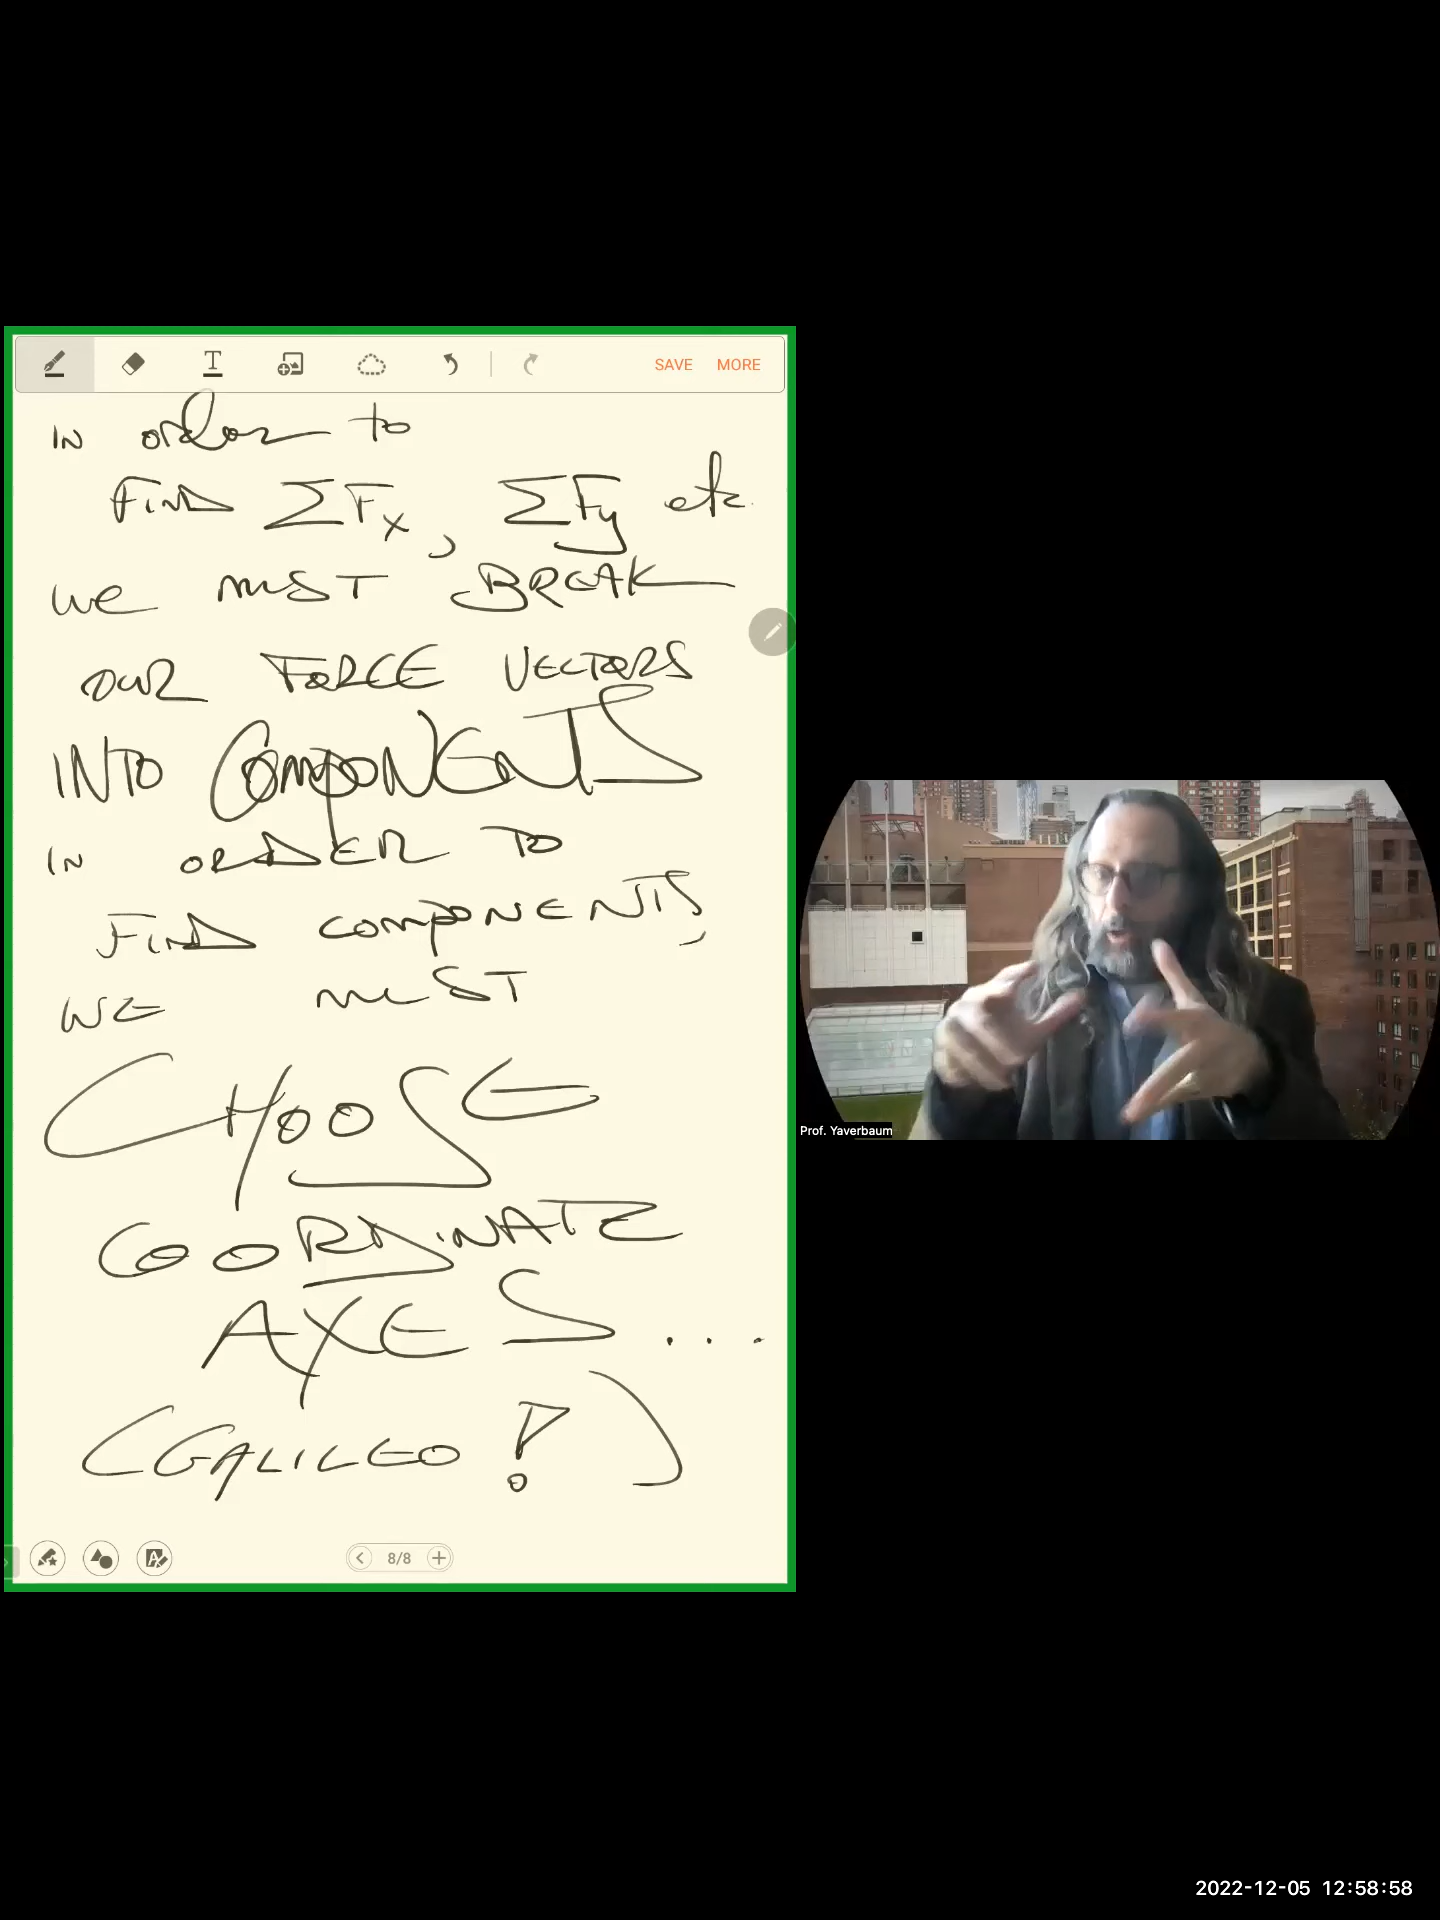 T
SAVE MORE
IN order to
FIND ΣFx, ΣFy etc.
WE MUST BREAK
OUR FORCE VECTORS
INTO COMPONENTS
IN ORDER TO
FIND COMPONENTS,
WE MUST
CHOOSE
COORDINATE
AXES...
(GALILEO!)
8/8
Prof. Yaverbaum
2022-12-05 12:58:58